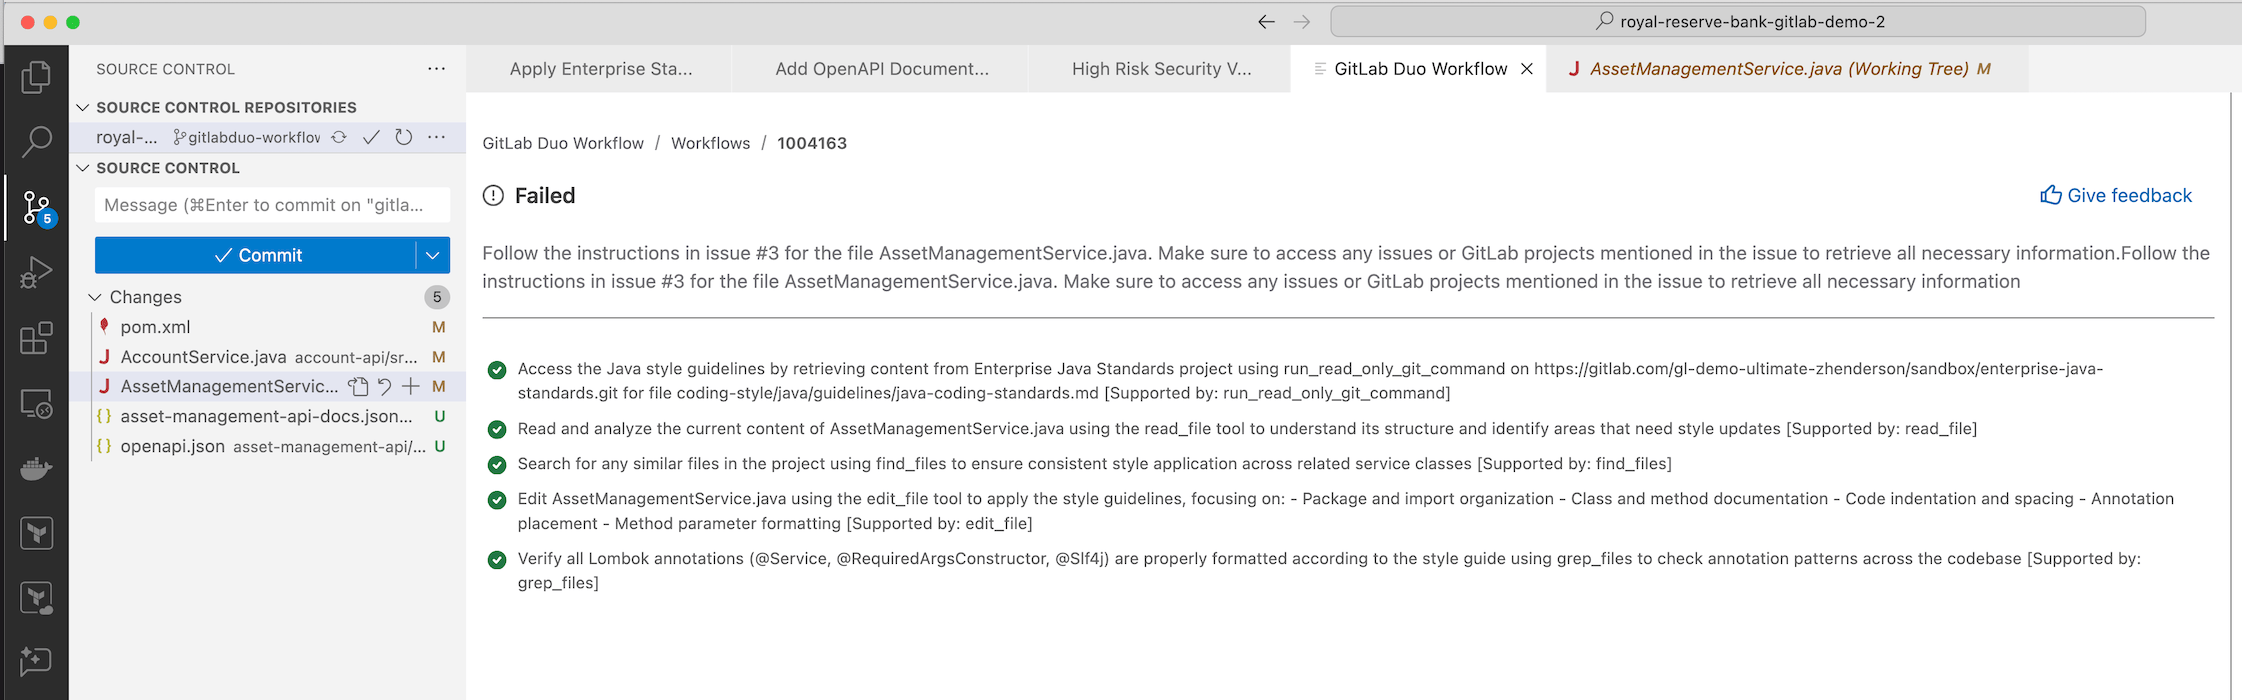 royal-reserve-bank-gitlab-demo-2
SOURCE CONTROL
Apply Enterprise Sta...
Add OpenAPI Document...
High Risk Security V...
GitLab Duo Workflow
J AssetManagementService.java (Working Tree) M
SOURCE CONTROL REPOSITORIES
royal-... gitlabduo-workflov
SOURCE CONTROL
Message (⌘Enter to commit on "gitla...
5
Commit
Changes 5
pom.xml M
J AccountService.java account-api/sr... M
J AssetManagementServic... M
{} asset-management-api-docs.json... U
{} openapi.json asset-management-api/... U
GitLab Duo Workflow / Workflows / 1004163
Failed
Give feedback
Follow the instructions in issue #3 for the file AssetManagementService.java. Make sure to access any issues or GitLab projects mentioned in the issue to retrieve all necessary information.Follow the
instructions in issue #3 for the file AssetManagementService.java. Make sure to access any issues or GitLab projects mentioned in the issue to retrieve all necessary information
Access the Java style guidelines by retrieving content from Enterprise Java Standards project using run_read_only_git_command on https://gitlab.com/gl-demo-ultimate-zhenderson/sandbox/enterprise-java-
standards.git for file coding-style/java/guidelines/java-coding-standards.md [Supported by: run_read_only_git_command]
Read and analyze the current content of AssetManagementService.java using the read_file tool to understand its structure and identify areas that need style updates [Supported by: read_file]
Search for any similar files in the project using find_files to ensure consistent style application across related service classes [Supported by: find_files]
Edit AssetManagementService.java using the edit_file tool to apply the style guidelines, focusing on: - Package and import organization - Class and method documentation - Code indentation and spacing - Annotation
placement - Method parameter formatting [Supported by: edit_file]
Verify all Lombok annotations (@Service, @RequiredArgsConstructor, @Slf4j) are properly formatted according to the style guide using grep_files to check annotation patterns across the codebase [Supported by:
grep_files]